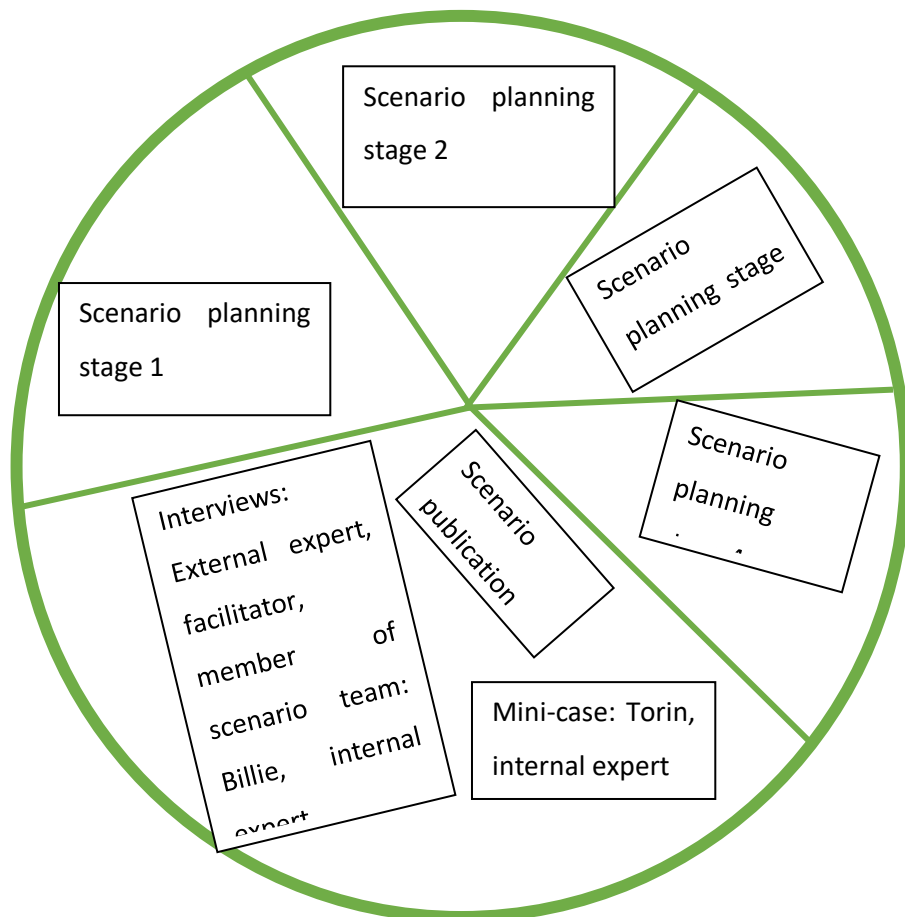 Scenario planning
stage 2
Scenario planning
stage 1
Scenario
planning stage
Scenario
planning
Scenario
publication
Interviews:
External expert,
facilitator,
member of
scenario team:
Billie, internal
expert
Mini-case: Torin,
internal expert